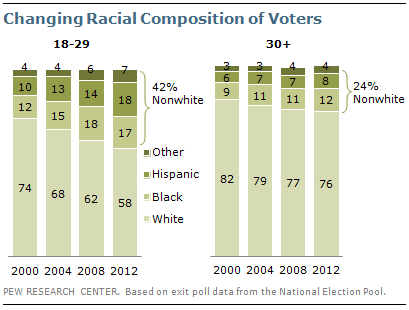 Changing Racial Composition of Voters
18-29
30+
4 4 6 7
10 13 14 18
12 15 18 17
74 68 62 58
42%
Nonwhite
Other
Hispanic
Black
White
2000 2004 2008 2012
3 3 4 4
6 7 7 8
9 11 11 12
82 79 77 76
24%
Nonwhite
2000 2004 2008 2012
PEW RESEARCH CENTER. Based on exit poll data from the National Election Pool.